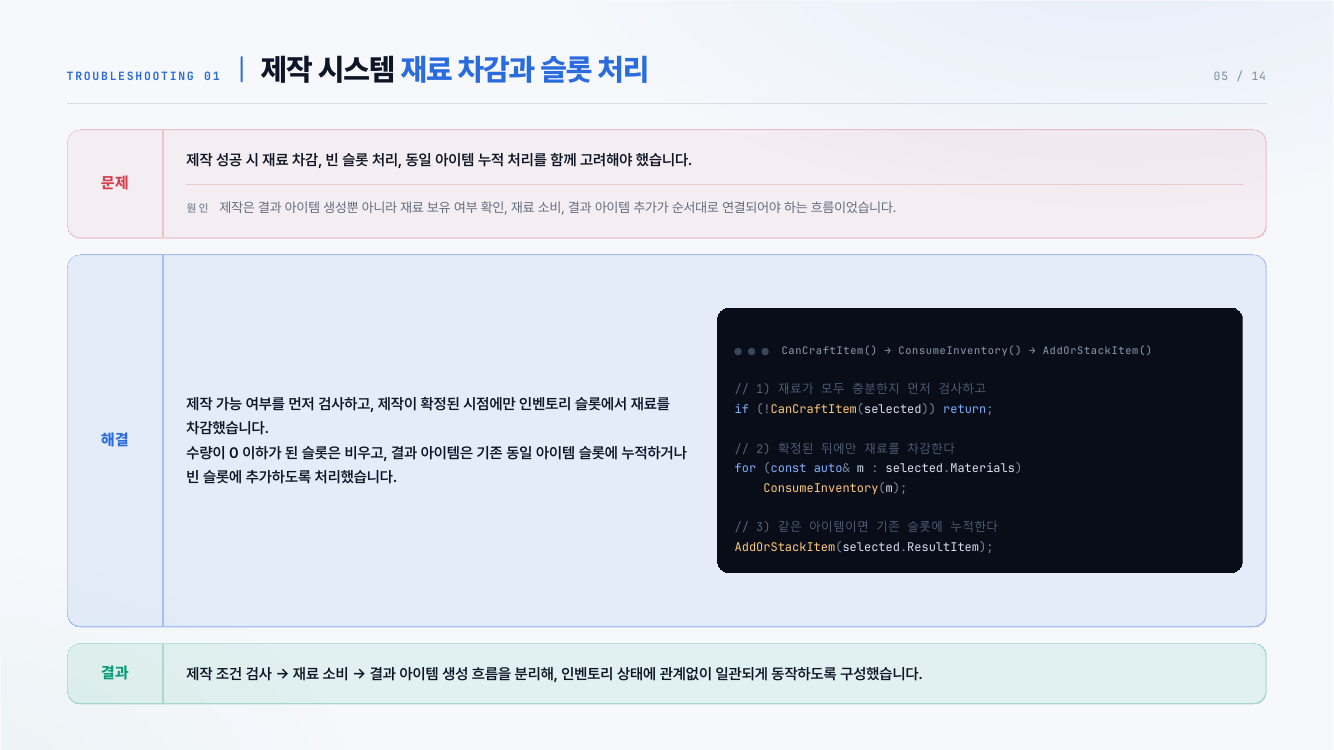 TROUBLESHOOTING 01
제작 시스템 재료 차감과 슬롯 처리
05 / 14
문제
제작 성공 시 재료 차감, 빈 슬롯 처리, 동일 아이템 누적 처리를 함께 고려해야 했습니다.
원인 제작은 결과 아이템 생성뿐 아니라 재료 보유 여부 확인, 재료 소비, 결과 아이템 추가가 순서대로 연결되어야 하는 흐름이었습니다.
해결
제작 가능 여부를 먼저 검사하고, 제작이 확정된 시점에만 인벤토리 슬롯에서 재료를
차감했습니다.
수량이 0 이하가 된 슬롯은 비우고, 결과 아이템은 기존 동일 아이템 슬롯에 누적하거나
빈 슬롯에 추가하도록 처리했습니다.
CanCraftItem() → ConsumeInventory() → AddOrStackItem()
// 1) 재료가 모두 충분한지 먼저 검사하고
if (!CanCraftItem(selected)) return;
// 2) 확정된 뒤에만 재료를 차감한다
for (const auto& m : selected.Materials)
    ConsumeInventory(m);
// 3) 같은 아이템이면 기존 슬롯에 누적한다
AddOrStackItem(selected.ResultItem);
결과
제작 조건 검사 → 재료 소비 → 결과 아이템 생성 흐름을 분리해, 인벤토리 상태에 관계없이 일관되게 동작하도록 구성했습니다.